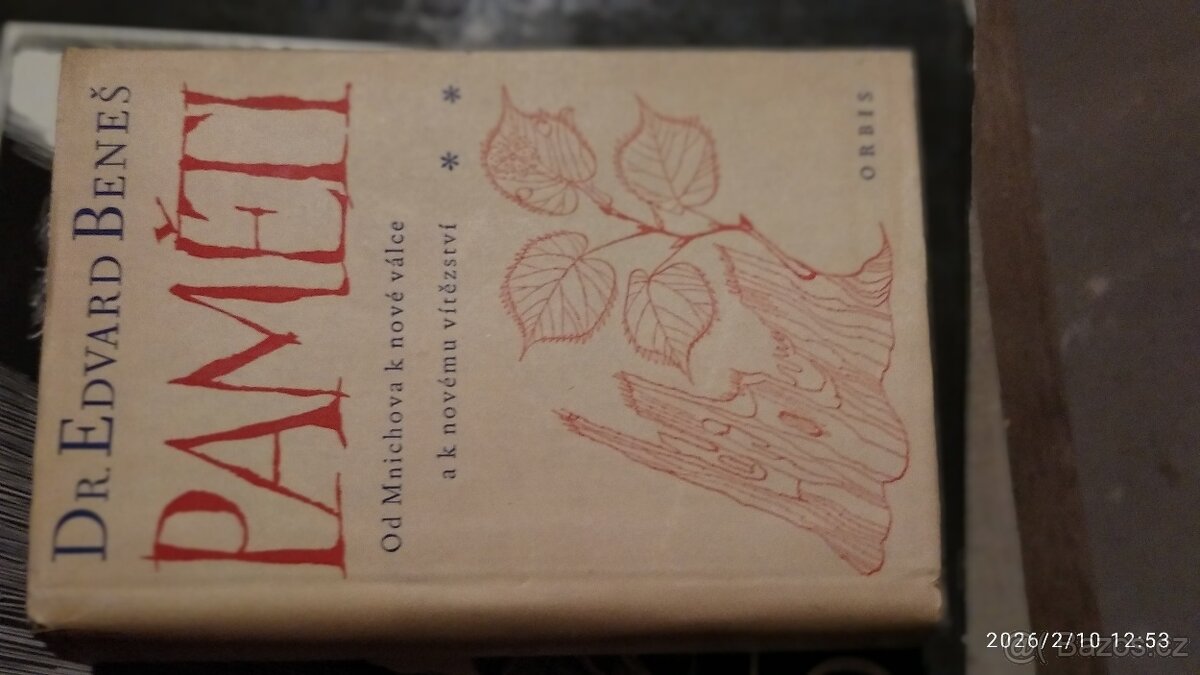 DR. EDVARD BENEŠ
PAMĚTI
Od Mnichova k nové válce
a k novému vítězství * *
ORBIS
2026/2/10 12:53
@( Bazos.cz